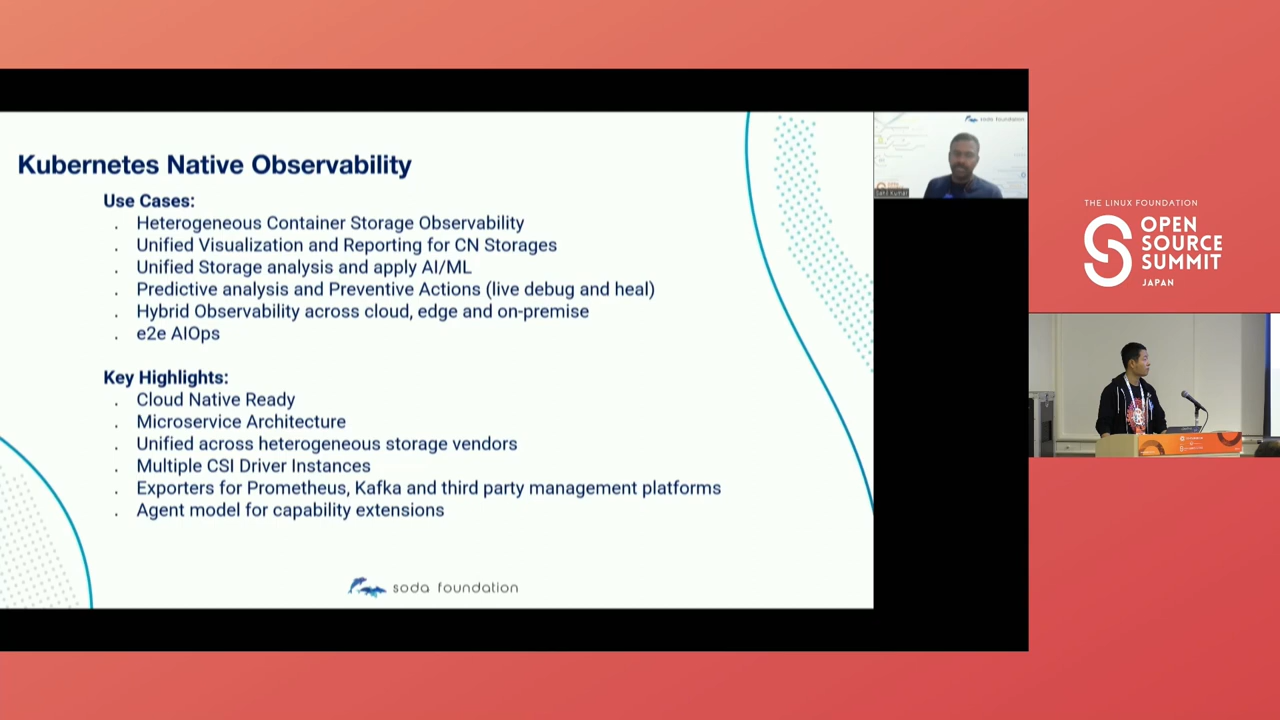 Kubernetes Native Observability
Use Cases:
. Heterogeneous Container Storage Observability
. Unified Visualization and Reporting for CN Storages
. Unified Storage analysis and apply AI/ML
. Predictive analysis and Preventive Actions (live debug and heal)
. Hybrid Observability across cloud, edge and on-premise
. e2e AIOps
Key Highlights:
. Cloud Native Ready
. Microservice Architecture
. Unified across heterogeneous storage vendors
. Multiple CSI Driver Instances
. Exporters for Prometheus, Kafka and third party management platforms
. Agent model for capability extensions
soda foundation
soda foundation
THE LINUX FOUNDATION
OPEN
SOURCE
SUMMIT
JAPAN